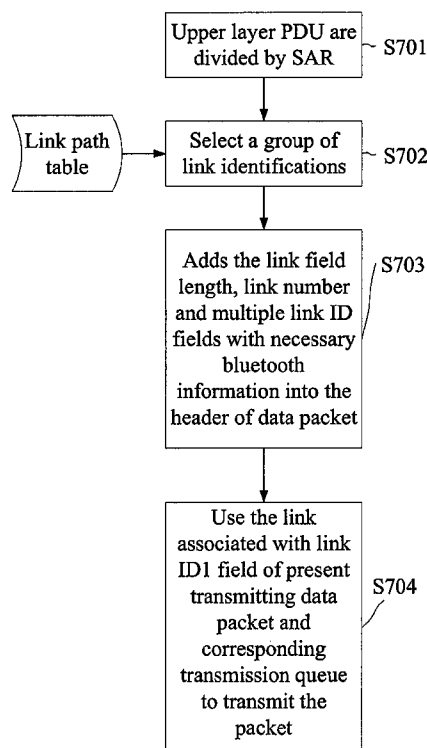 Upper layer PDU are
divided by SAR
S701
Link path
table
Select a group of
link identifications
S702
Adds the link field
length, link number
and multiple link ID
fields with necessary
bluetooth
information into the
header of data packet
S703
Use the link
associated with link
ID1 field of present
transmitting data
packet and
corresponding
transmission queue
to transmit the
packet
S704